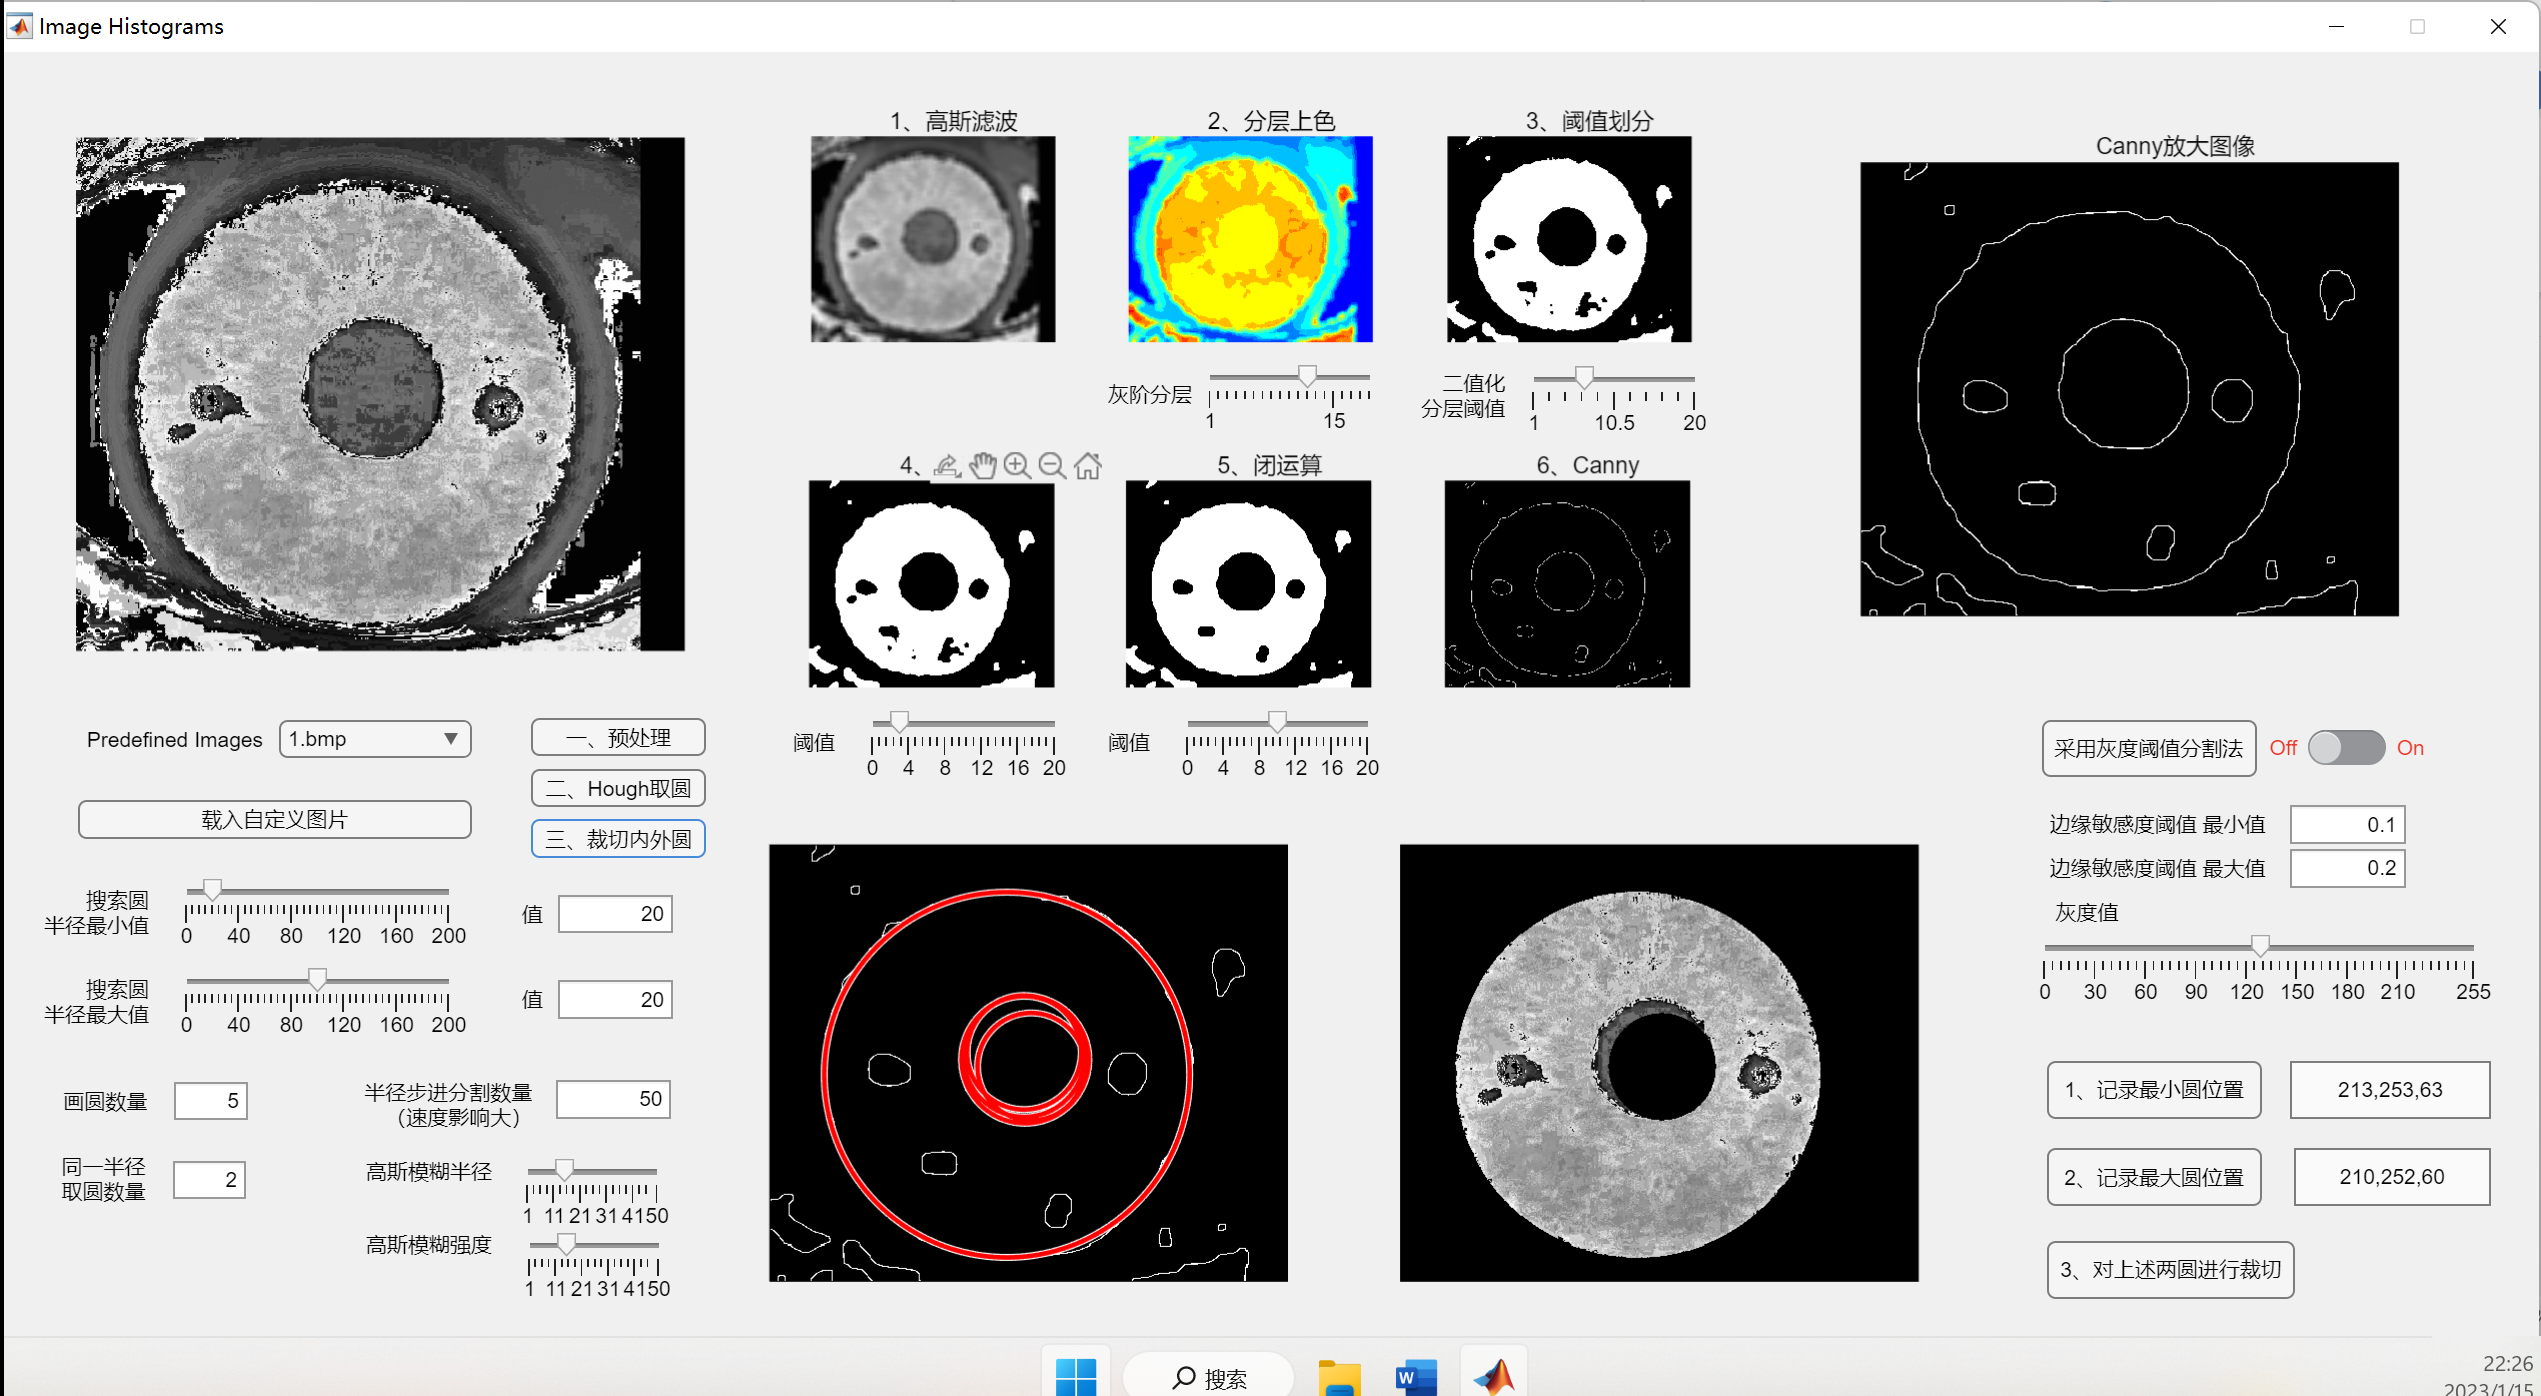 Image Histograms
1、高斯滤波
2、分层上色
3、阈值划分
Canny放大图像
灰阶分层
1 15
二值化
分层阈值
1 10.5 20
4、
5、闭运算
6、Canny
阈值
0 4 8 12 16 20
阈值
0 4 8 12 16 20
Predefined Images
1.bmp
一、预处理
二、Hough取圆
三、裁切内外圆
载入自定义图片
搜索圆
半径最小值
0 40 80 120 160 200
值
20
搜索圆
半径最大值
0 40 80 120 160 200
值
20
画圆数量
5
半径步进分割数量
（速度影响大）
50
同一半径
取圆数量
2
高斯模糊半径
1 11 21 31 41 50
高斯模糊强度
1 11 21 31 41 50
采用灰度阈值分割法
Off On
边缘敏感度阈值 最小值
0.1
边缘敏感度阈值 最大值
0.2
灰度值
0 30 60 90 120 150 180 210 255
1、记录最小圆位置
213,253,63
2、记录最大圆位置
210,252,60
3、对上述两圆进行裁切
搜索
W
22:26
2023/1/15